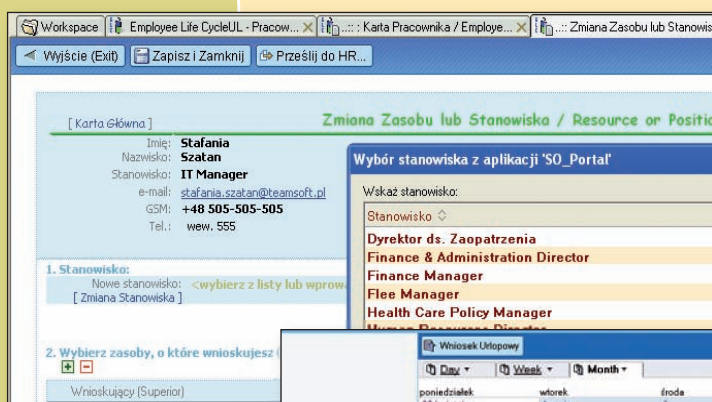 Workspace Employee Life CycleUL - Pracow... ..:: : Karta Pracownika / Employe... ..:: Zmiana Zasobu lub Stanowis
Wyjście (Exit) Zapisz i Zamknij Prześlij do HR...
[ Karta Główna ] Zmiana Zasobu lub Stanowiska / Resource or Positio
Imię: Stafania
Nazwisko: Szatan
Stanowisko: IT Manager
e-mail: stafania.szatan@teamsoft.pl
GSM: +48 505-505-505
Tel.: wew. 555
Wybór stanowiska z aplikacji 'SO_Portal'
Wskaż stanowisko:
Stanowisko
Dyrektor ds. Zaopatrzenia
Finance & Administration Director
Finance Manager
Flee Manager
Health Care Policy Manager
Human Resources Director
1. Stanowisko:
Nowe stanowisko: <wybierz z listy lub wprow
[ Zmiana Stanowiska ]
2. Wybierz zasoby, o które wnioskujesz
Wnioskujący (Superior)
Wniosek Urlopowy
Day Week Month
poniedziałek wtorek środa